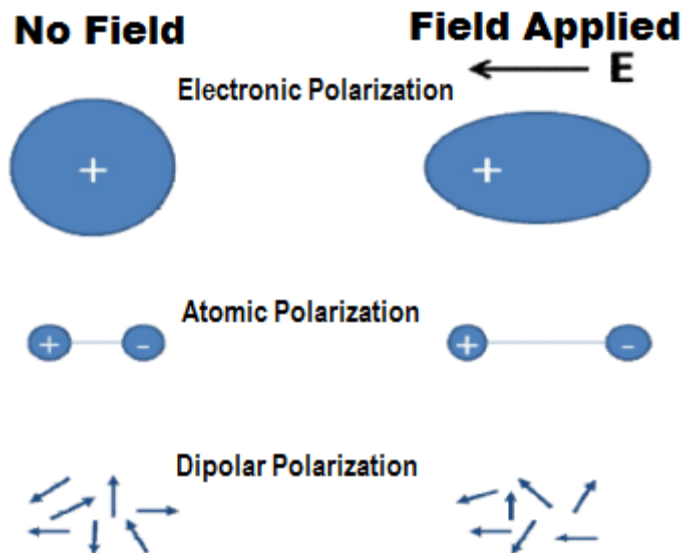 No Field
Field Applied
E
Electronic Polarization
+
+
Atomic Polarization
+ -
+ -
Dipolar Polarization